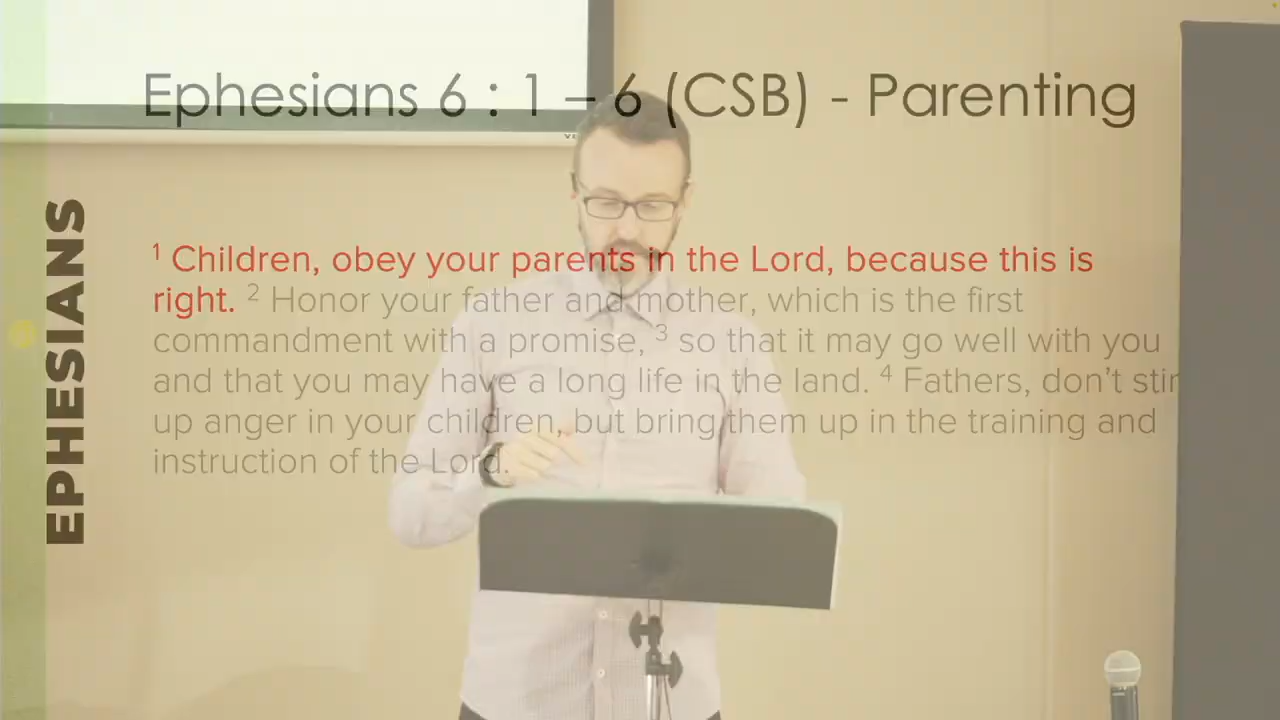 Ephesians 6 : 1 – 6 (CSB) - Parenting
EPHESIANS
1 Children, obey your parents in the Lord, because this is
right. 2 Honor your father and mother, which is the first
commandment with a promise, 3 so that it may go well with you
and that you may have a long life in the land. 4 Fathers, don’t stir
up anger in your children, but bring them up in the training and
instruction of the Lord.